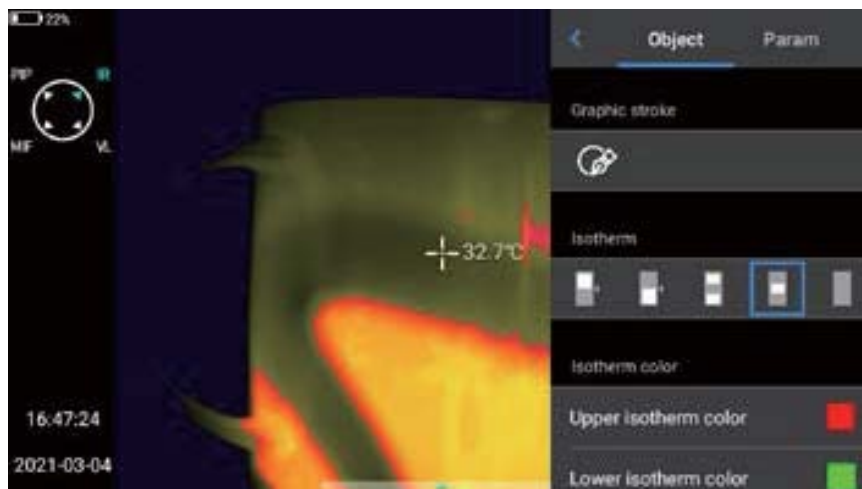 22%
PIP
IR
MIF
VL
16:47:24
2021-03-04
32.7℃
Object
Param
Graphic stroke
Isotherm
Isotherm color
Upper isotherm color
Lower isotherm color